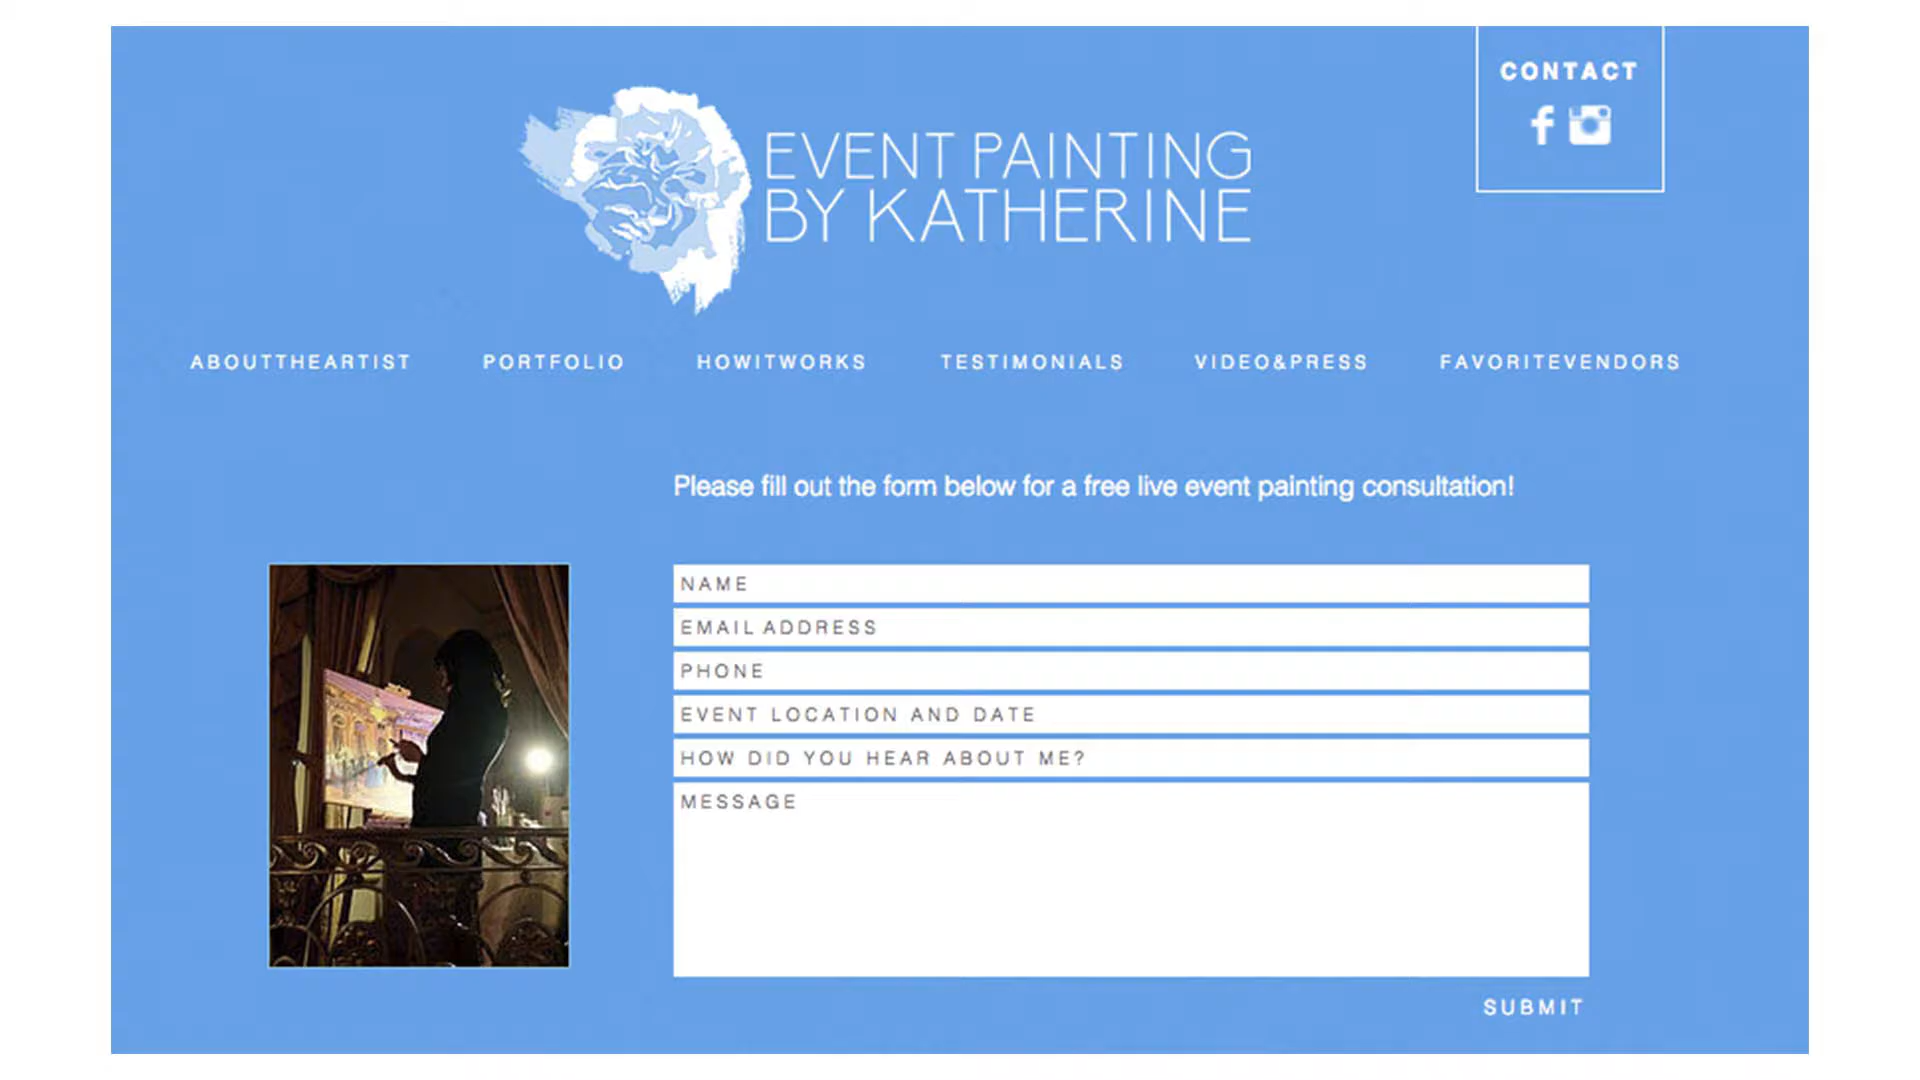 CONTACT
f
EVENT PAINTING
BY KATHERINE
ABOUTTHEARTIST PORTFOLIO HOWITWORKS TESTIMONIALS VIDEO&PRESS FAVORITEVENDORS
Please fill out the form below for a free live event painting consultation!
NAME
EMAIL ADDRESS
PHONE
EVENT LOCATION AND DATE
HOW DID YOU HEAR ABOUT ME?
MESSAGE
SUBMIT